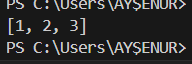 PS C:\Users\AYŞENUR>
[1, 2, 3]
PS C:\Users\AYŞENUR>